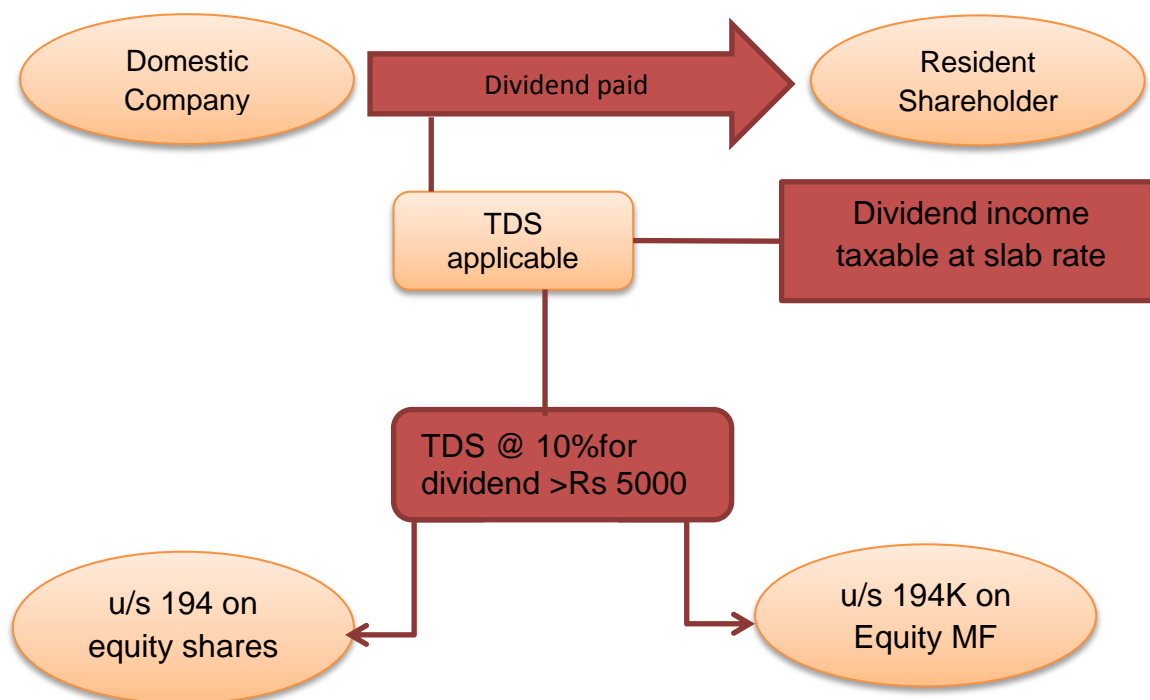 Domestic
Company
Dividend paid
Resident
Shareholder
TDS
applicable
Dividend income
taxable at slab rate
TDS @ 10%for
dividend >Rs 5000
u/s 194 on
equity shares
u/s 194K on
Equity MF